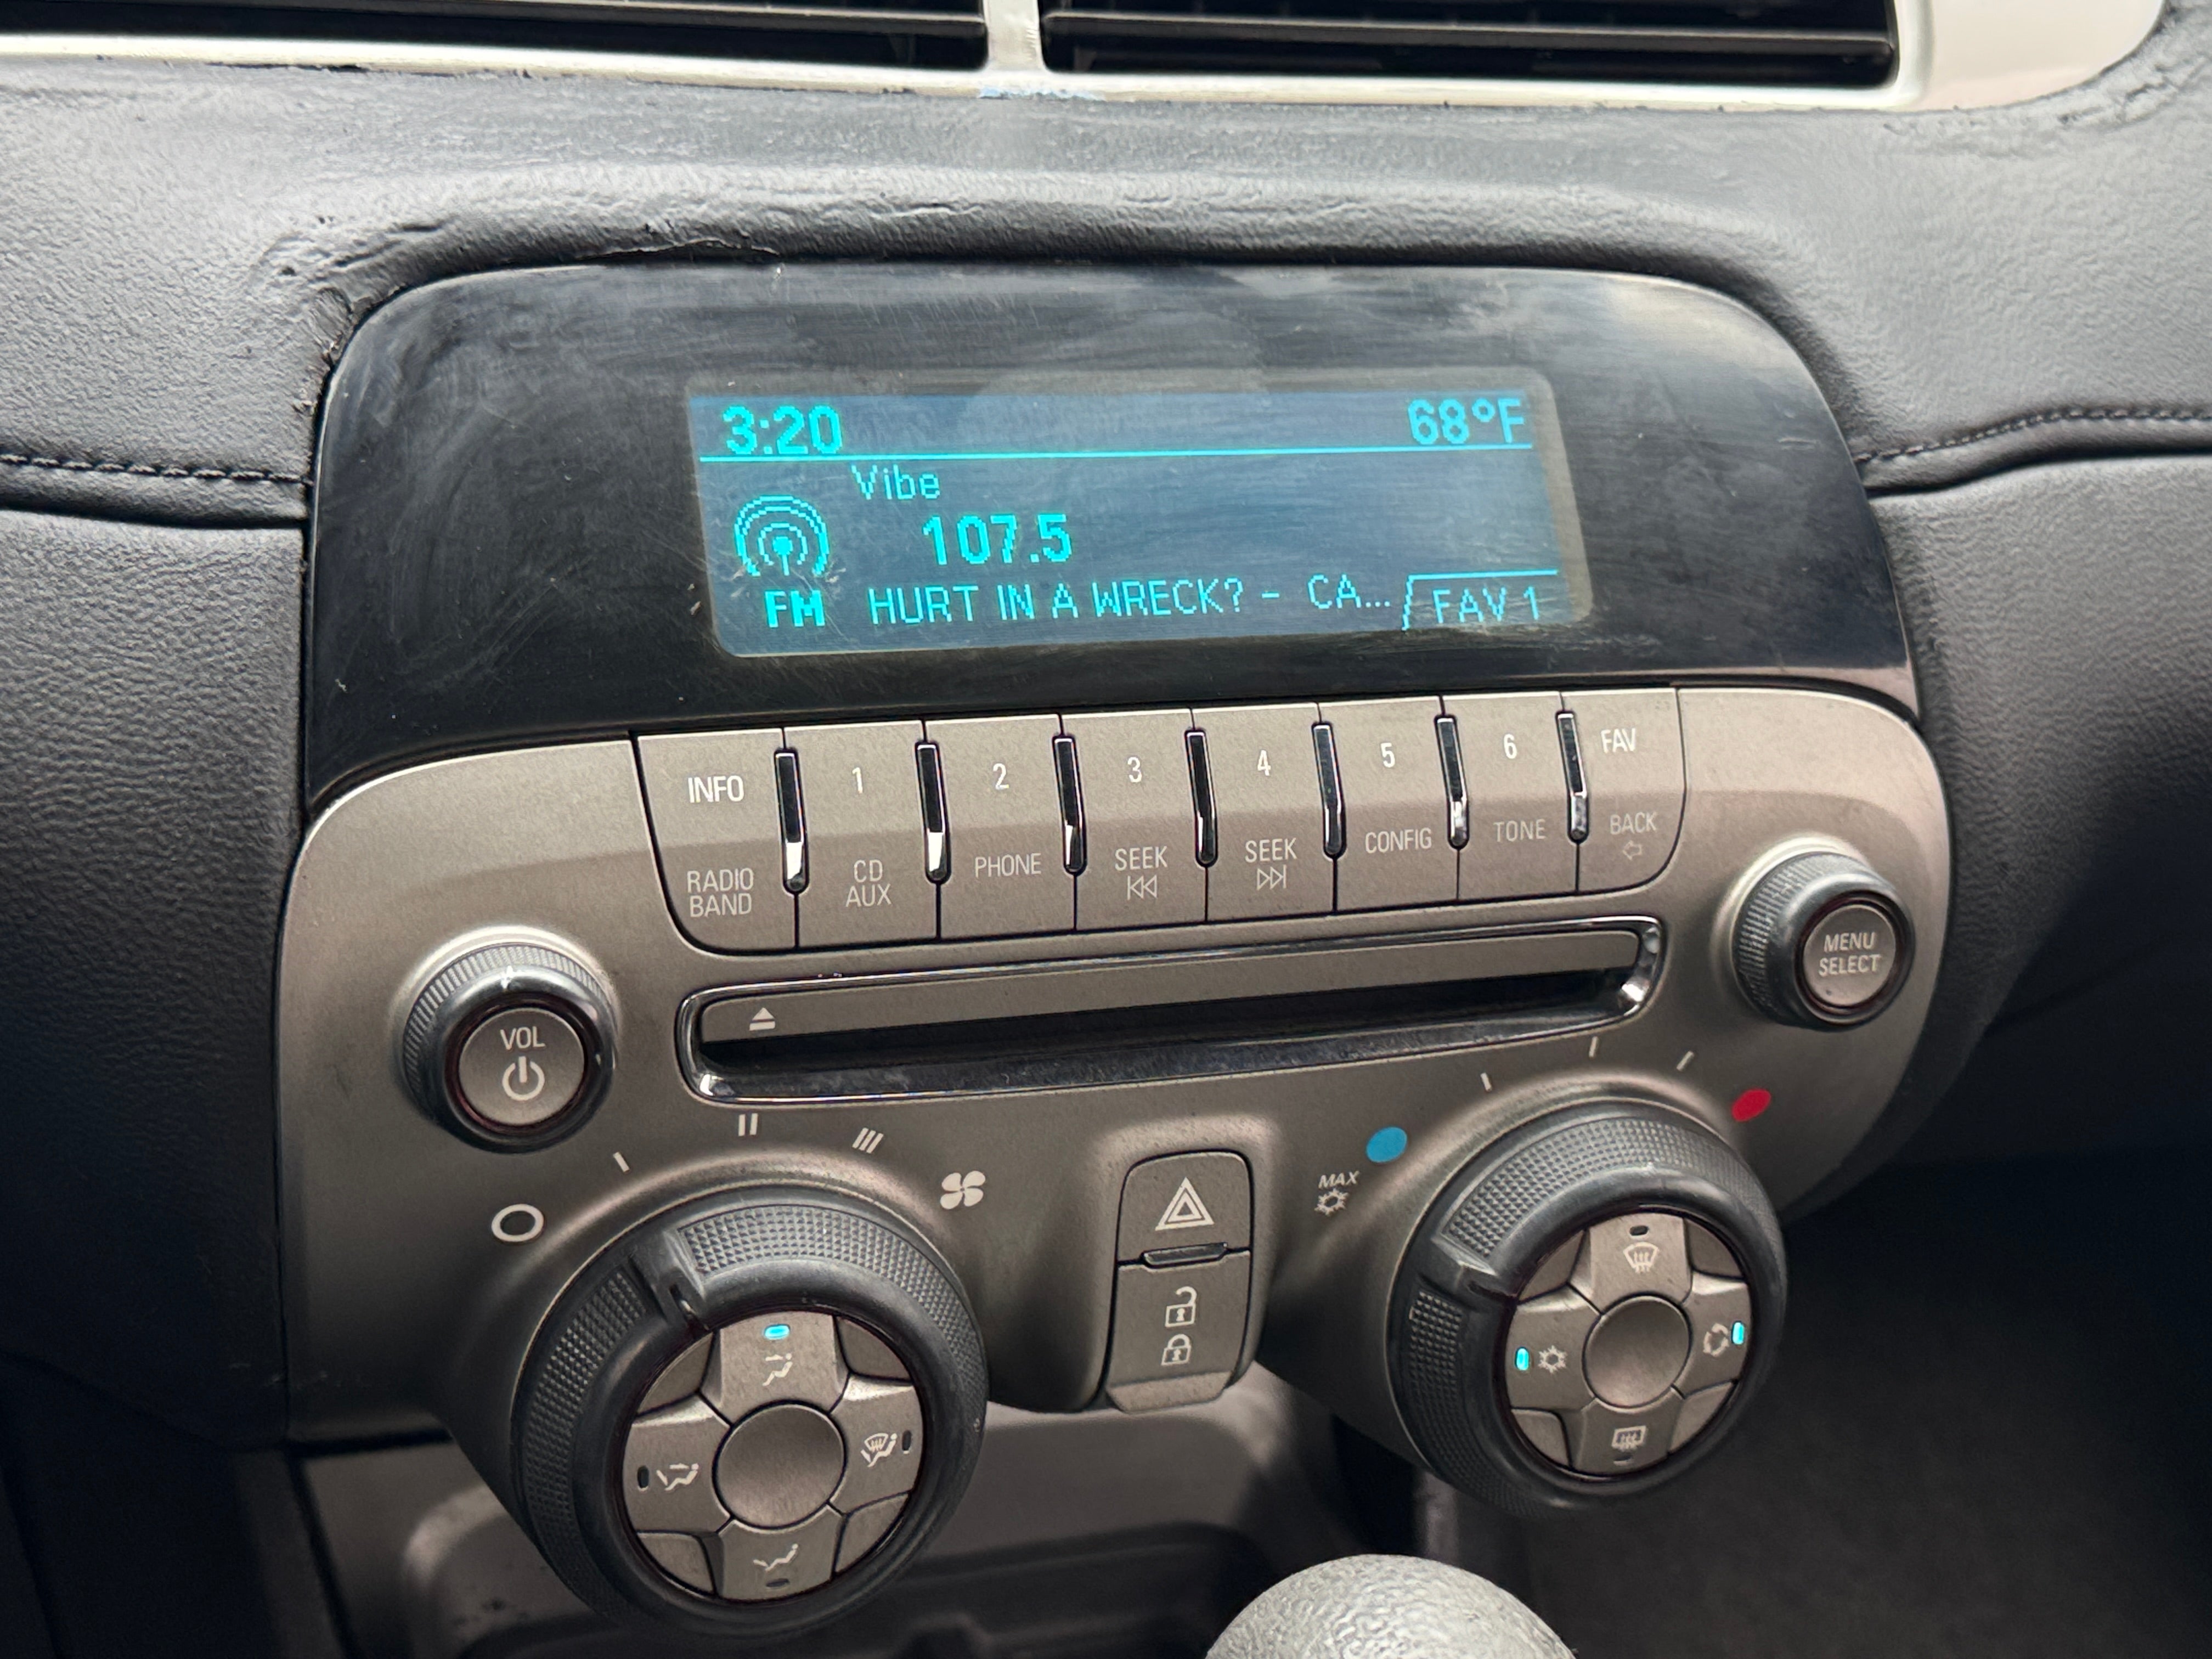 3:20 68°F
Vibe
107.5
FM HURT IN A WRECK? - CA... FAV 1
INFO 1 2 3 4 5 6 FAV
RADIO BAND CD AUX PHONE SEEK SEEK CONFIG TONE BACK
MENU
SELECT
VOL
MAX